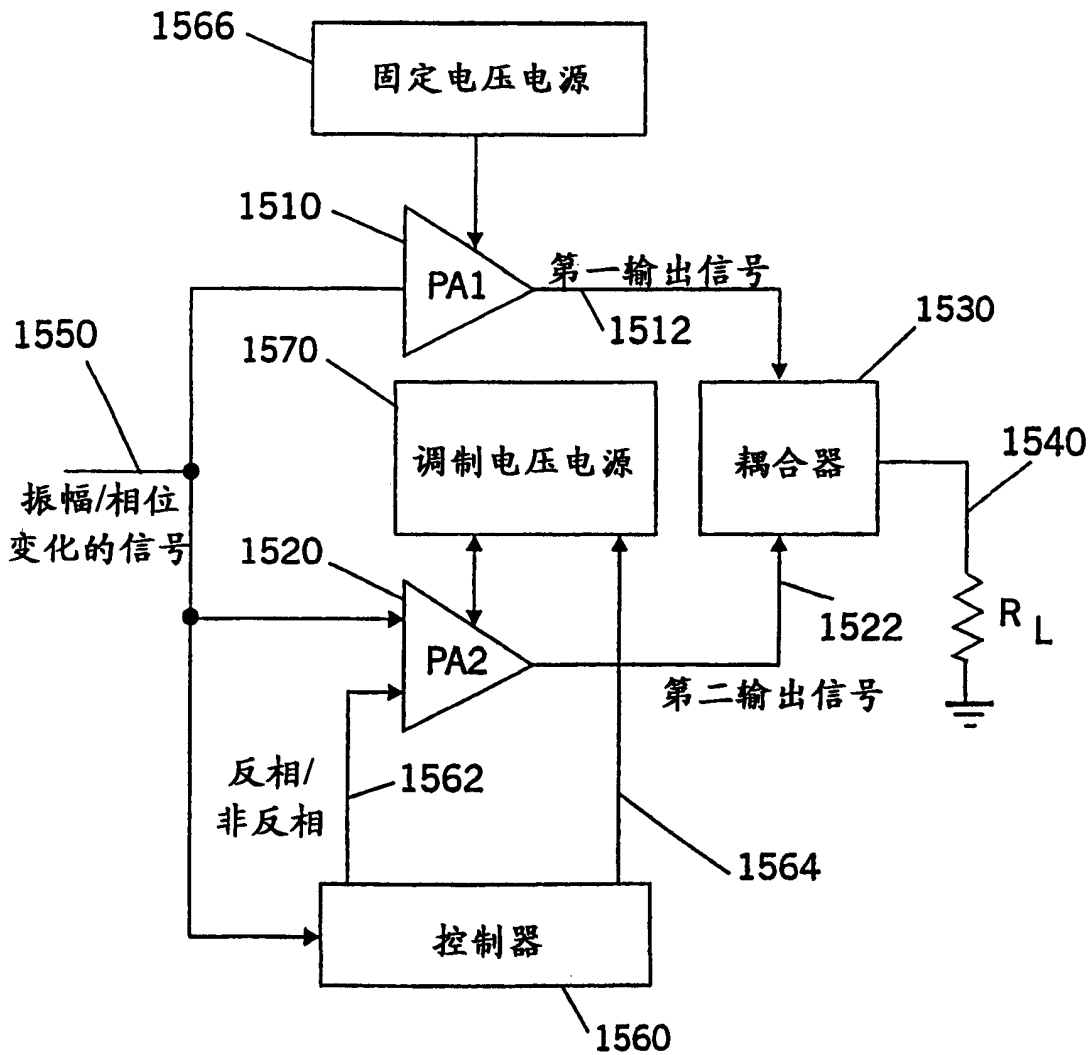 1566
固定电压电源
1510
PA1
第一输出信号
1512
1530
1550
1570
调制电压电源
耦合器
1540
振幅/相位
变化的信号
1520
PA2
1522
R L
第二输出信号
反相/
非反相
1562
1564
控制器
1560